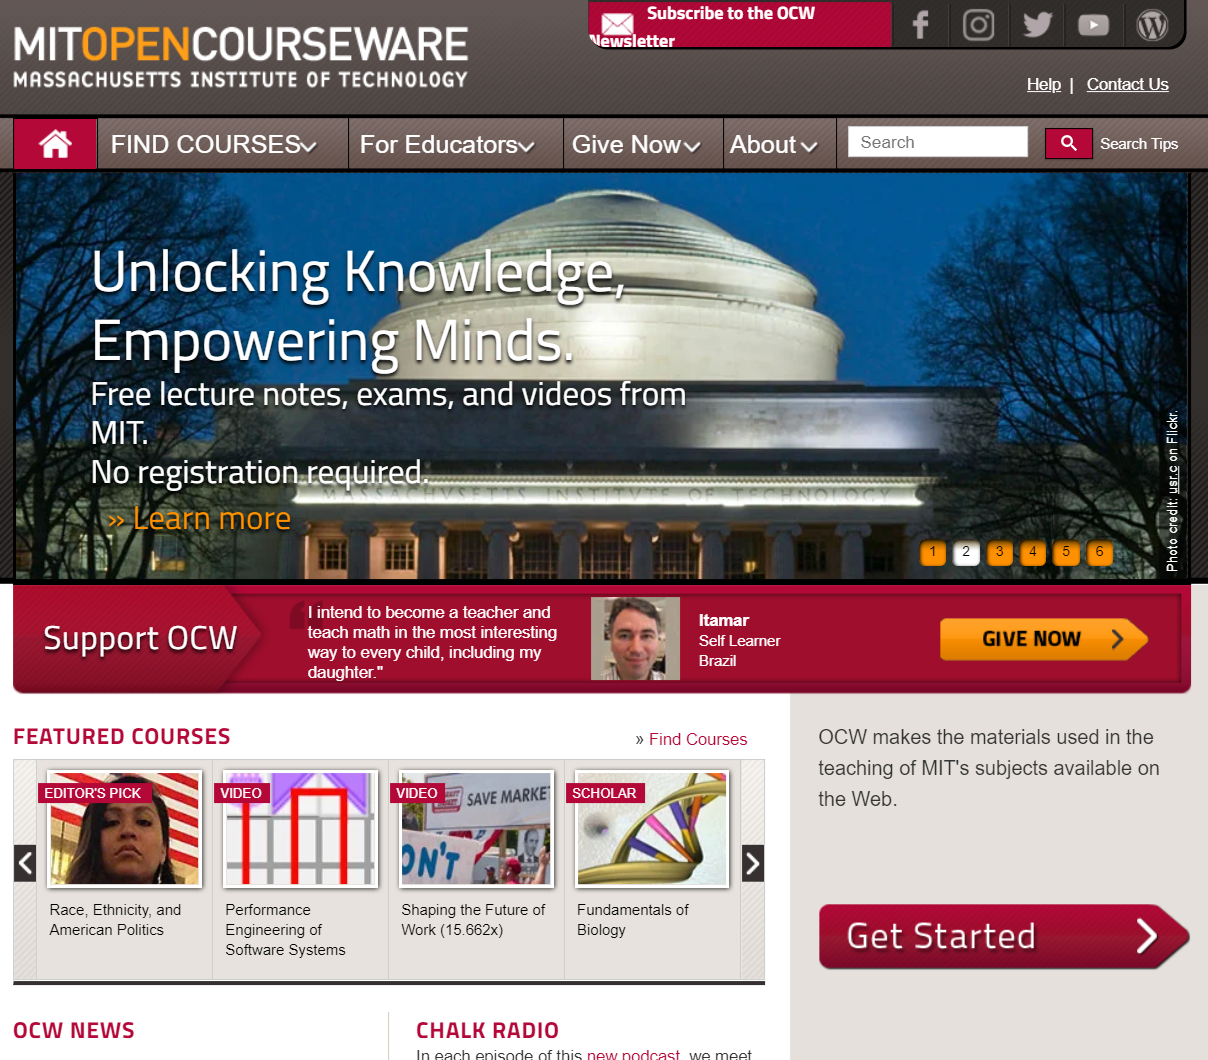 Subscribe to the OCW
Newsletter
MITOPENCOURSEWARE
MASSACHUSETTS INSTITUTE OF TECHNOLOGY
Help | Contact Us
FIND COURSES
For Educators
Give Now
About
Search
Search Tips
Unlocking Knowledge,
Empowering Minds.
Free lecture notes, exams, and videos from
MIT.
No registration required.
» Learn more
MASSACHVSETTS INSTITVTE OF TECHNOLOGY
Photo credit: usr.c on Flickr.
1 2 3 4 5 6
Support OCW
“
I intend to become a teacher and
teach math in the most interesting
way to every child, including my
daughter."
Itamar
Self Learner
Brazil
GIVE NOW
FEATURED COURSES
» Find Courses
EDITOR'S PICK
Race, Ethnicity, and
American Politics
VIDEO
Performance
Engineering of
Software Systems
VIDEO
SAVE MARKET
ON'T
Shaping the Future of
Work (15.662x)
SCHOLAR
Fundamentals of
Biology
OCW makes the materials used in the
teaching of MIT's subjects available on
the Web.
Get Started
OCW NEWS
CHALK RADIO
In each episode of this new podcast, we meet